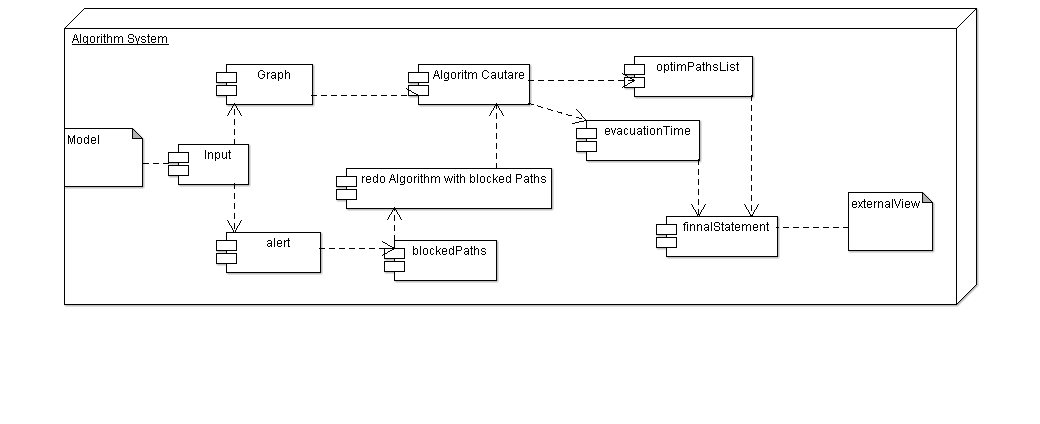 Algorithm System
Graph
Algoritm Cautare
optimPathsList
evacuationTime
Model
Input
redo Algorithm with blocked Paths
externalView
finnalStatement
alert
blockedPaths